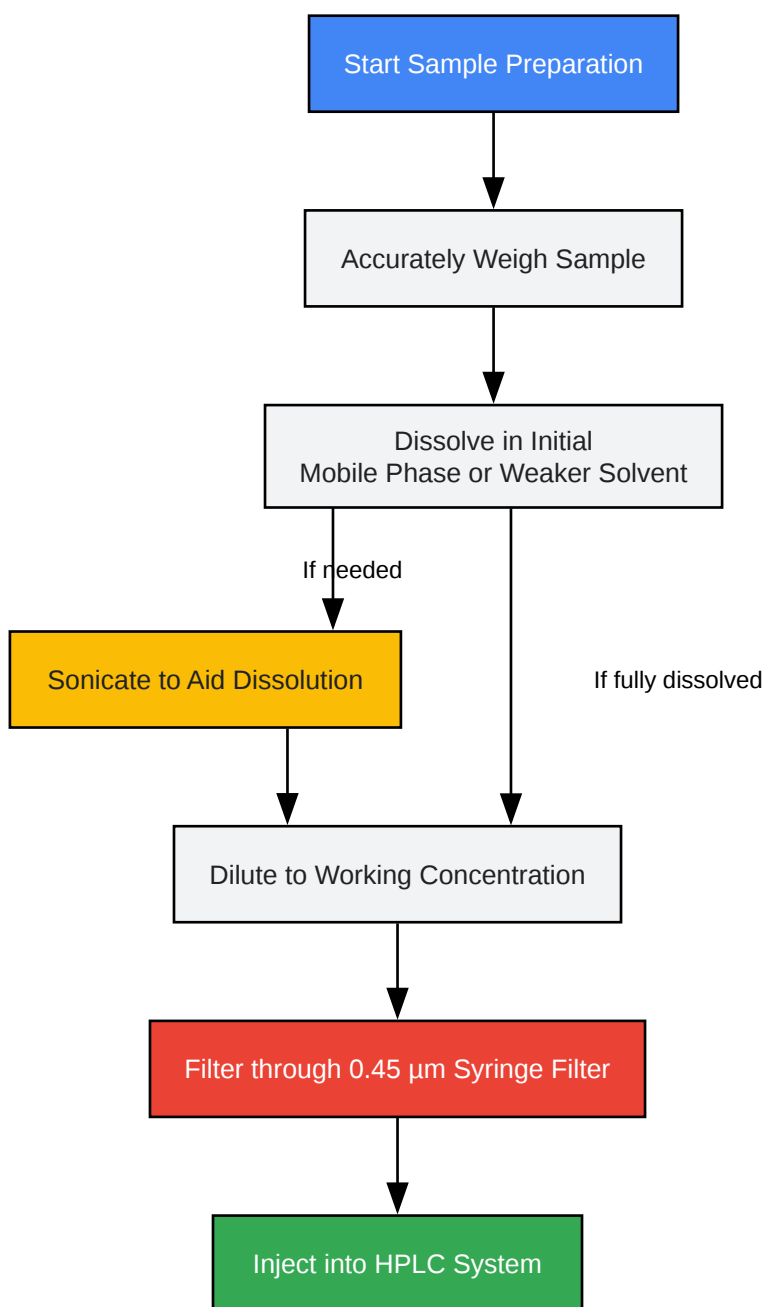 Start Sample Preparation
Accurately Weigh Sample
Dissolve in Initial
Mobile Phase or Weaker Solvent
If needed
Sonicate to Aid Dissolution
If fully dissolved
Dilute to Working Concentration
Filter through 0.45 µm Syringe Filter
Inject into HPLC System